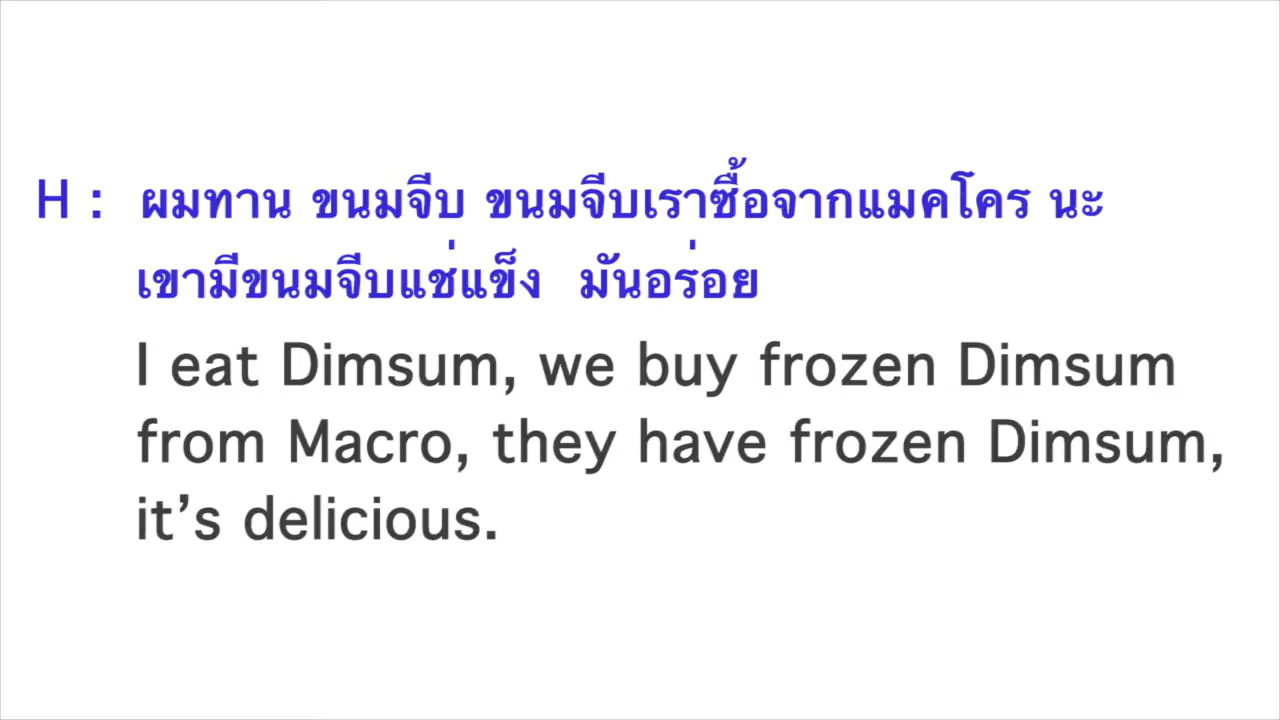 H : ผมทาน ขนมจีบ ขนมจีบเราซื้อจากแมคโคร นะ
เขามีขนมจีบแช่แข็ง มันอร่อย
I eat Dimsum, we buy frozen Dimsum
from Macro, they have frozen Dimsum,
it’s delicious.